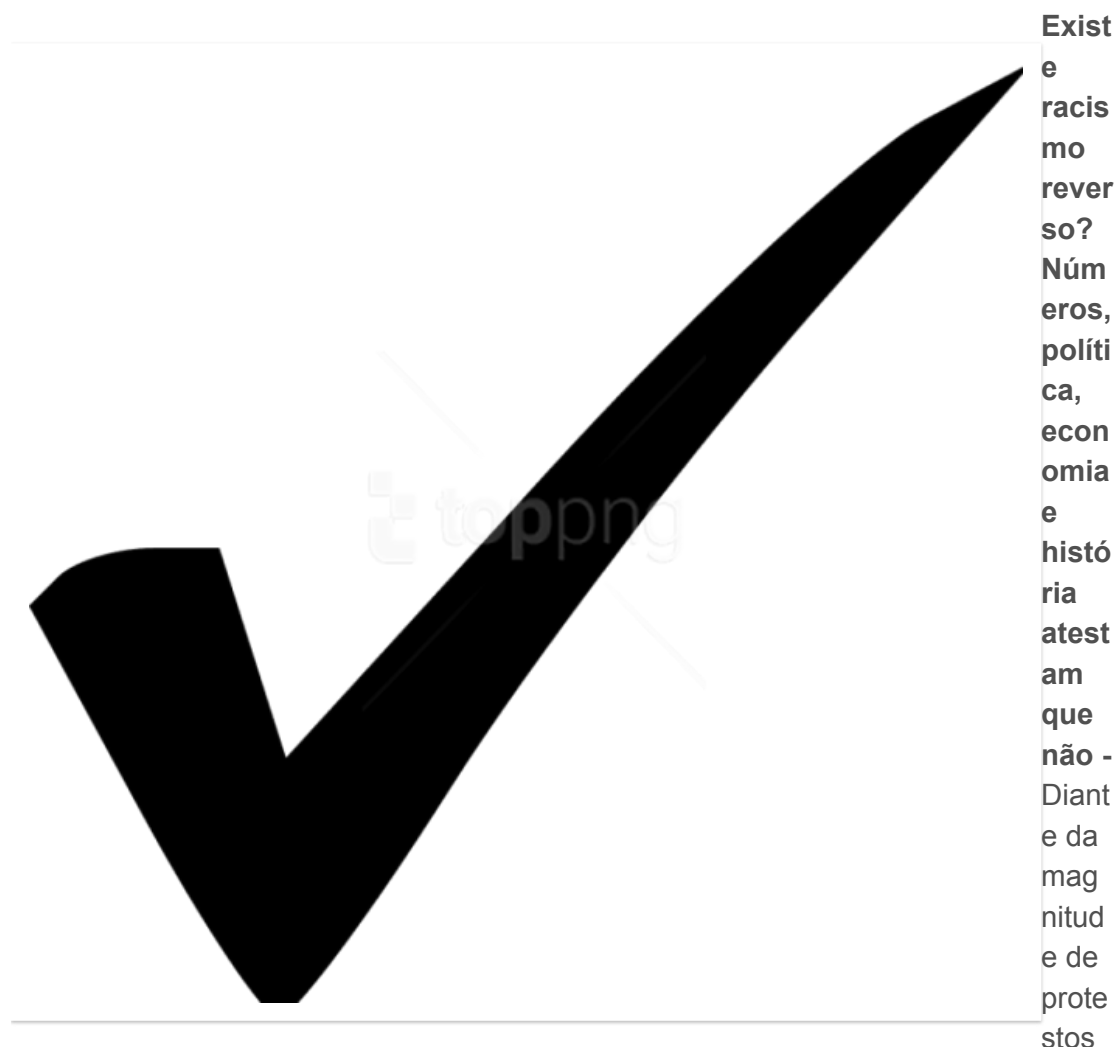 Exist
e
racis
mo
rever
so?
Núm
eros,
políti
ca,
econ
omia
e
histó
ria
atest
am
que
não -
Diant
e da
mag
nitud
e de
prote
stos
toppng